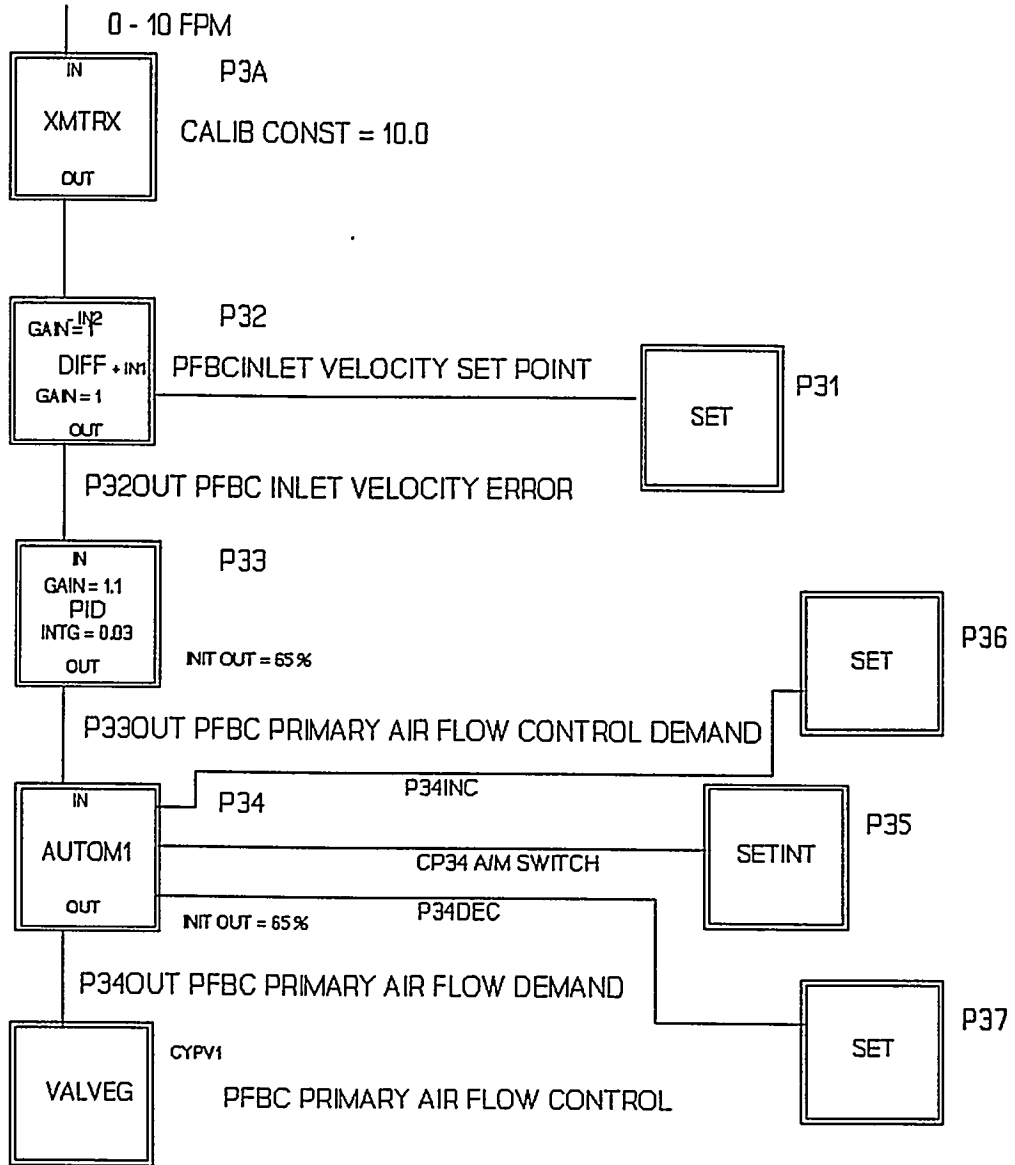 0 - 10 FPM
IN
P3A
XMTRX
CALIB CONST = 10.0
OUT
-IN2
P32
GAIN = 1
DIFF + IN1
PFBCINLET VELOCITY SET POINT
P31
GAIN = 1
SET
OUT
P32OUT PFBC INLET VELOCITY ERROR
IN
P33
GAIN = 1.1
PID
INTG = 0.03
OUT
INIT OUT = 65%
SET
P36
P33OUT PFBC PRIMARY AIR FLOW CONTROL DEMAND
P34INC
IN
P34
P35
AUTOM1
SETINT
CP34 A/M SWITCH
OUT
P34DEC
INIT OUT = 65%
P34OUT PFBC PRIMARY AIR FLOW DEMAND
P37
SET
CYPV1
VALVEG
PFBC PRIMARY AIR FLOW CONTROL